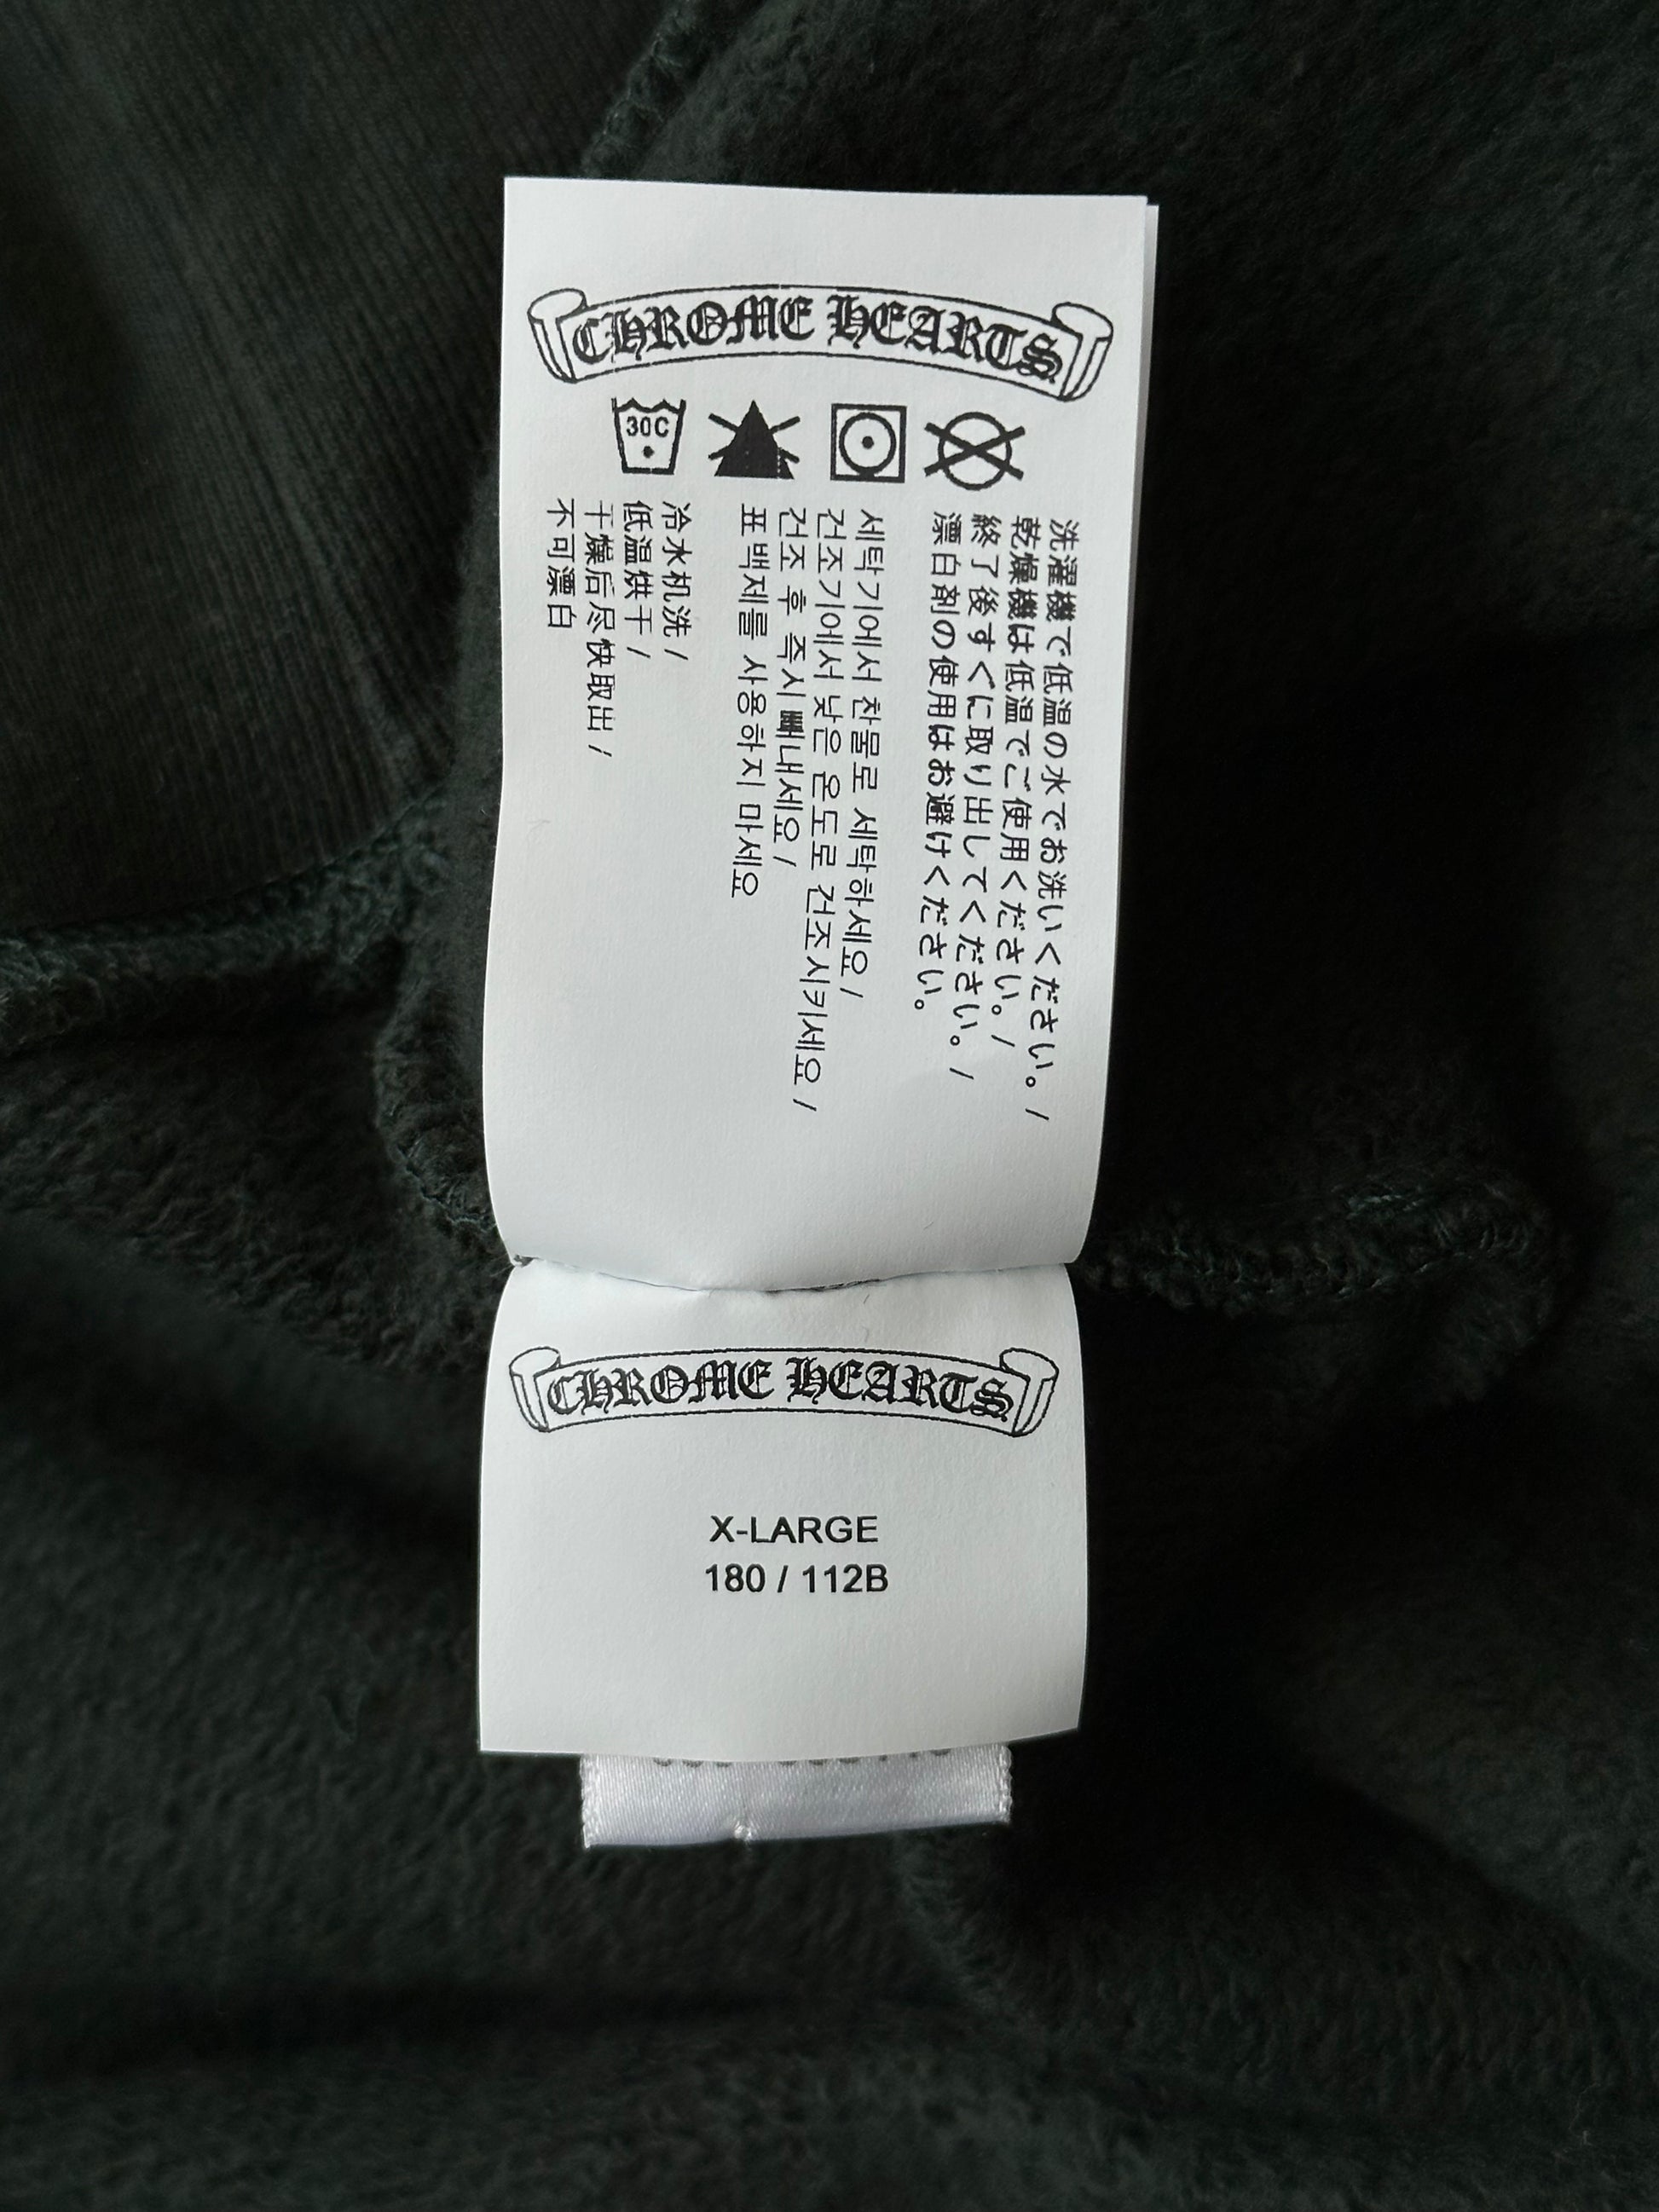 CHROME HEARTS
30C
洗濯機で低温の水でお洗いください。/
乾燥機は低温でご使用ください。/
終了後すぐに取り出してください。/
漂白剤の使用はお避けください。
세탁기에서 찬물로 세탁하세요 /
건조기에서 낮은 온도로 건조시키세요 /
건조 후 즉시 빼내세요 /
표백제를 사용하지 마세요
冷水机洗 /
低温烘干 /
干燥后尽快取出 /
不可漂白
CHROME HEARTS
X-LARGE
180 / 112B